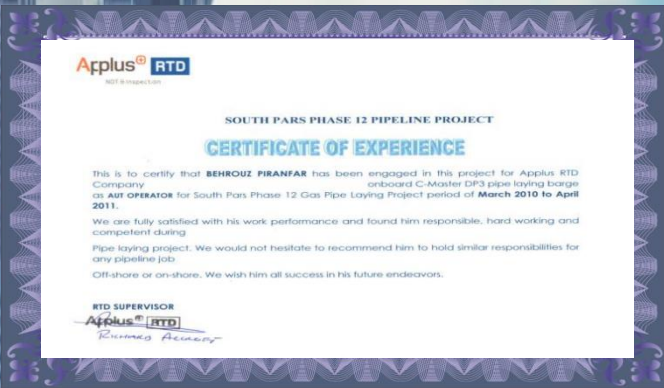 Applus+ RTD
NDT & Inspection
SOUTH PARS PHASE 12 PIPELINE PROJECT
CERTIFICATE OF EXPERIENCE
This is to certify that BEHROUZ PIRANFAR has been engaged in this project for Applus RTD
Company onboard C-Master DP3 pipe laying barge
as AUT OPERATOR for South Pars Phase 12 Gas Pipe Laying Project period of March 2010 to April
2011.
We are fully satisfied with his work performance and found him responsible, hard working and
competent during
Pipe laying project. We would not hesitate to recommend him to hold similar responsibilities for
any pipeline job
Off-shore or on-shore. We wish him all success in his future endeavors.
RTD SUPERVISOR
Applus+ RTD
RICHARD